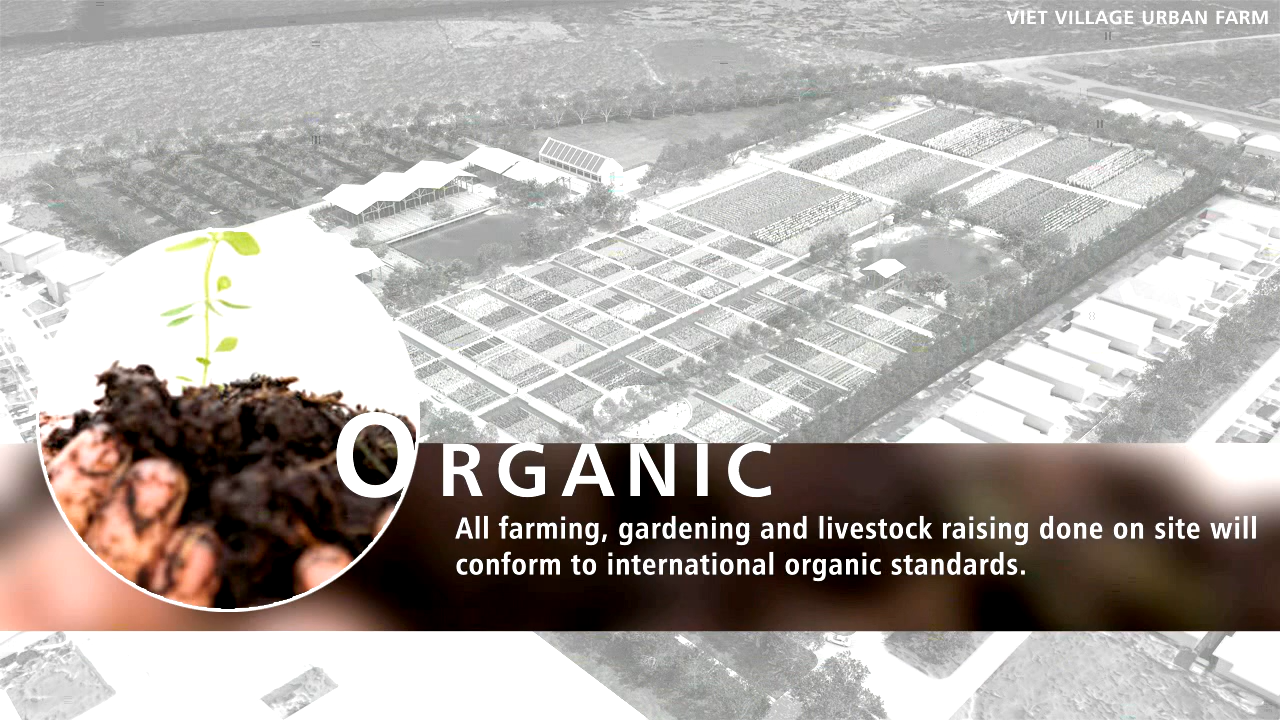 VIET VILLAGE URBAN FARM
ORGANIC
All farming, gardening and livestock raising done on site will
conform to international organic standards.